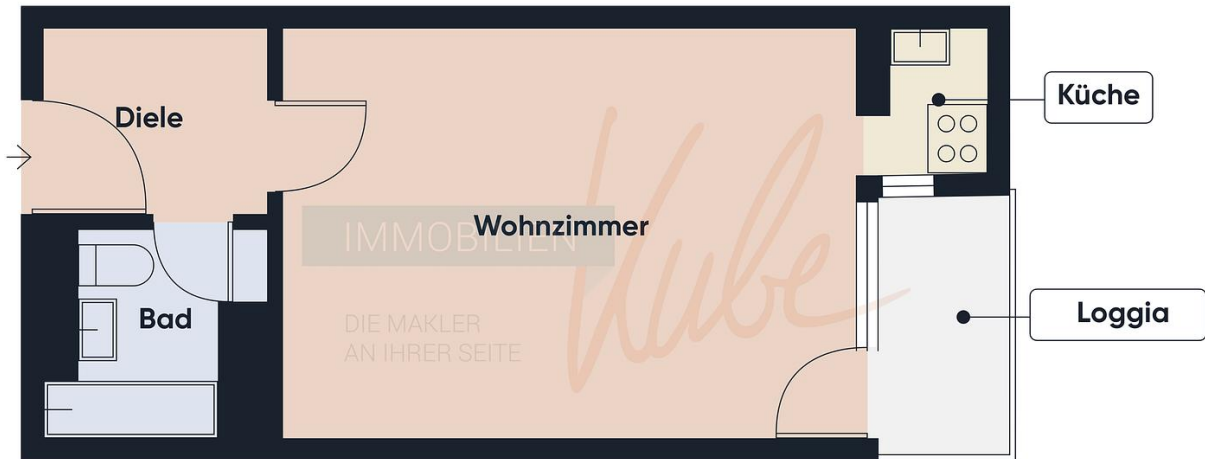 Diele
Küche
Wohnzimmer
IMMOBILIEN
Kube
Loggia
Bad
DIE MAKLER
AN IHRER SEITE